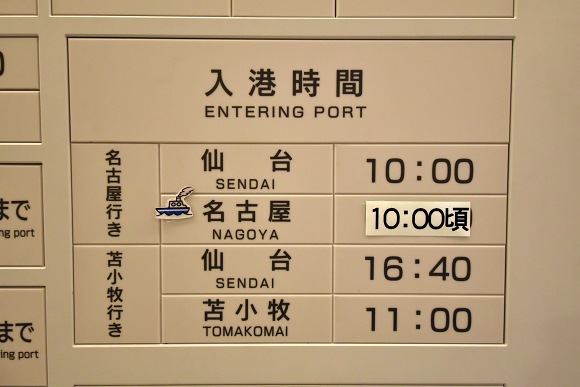 入港時間
ENTERING PORT
名古屋行き
仙台
SENDAI
10:00
名古屋
NAGOYA
10:00頃
苫小牧行き
仙台
SENDAI
16:40
苫小牧
TOMAKOMAI
11:00
まで
ng port
まで
ring port